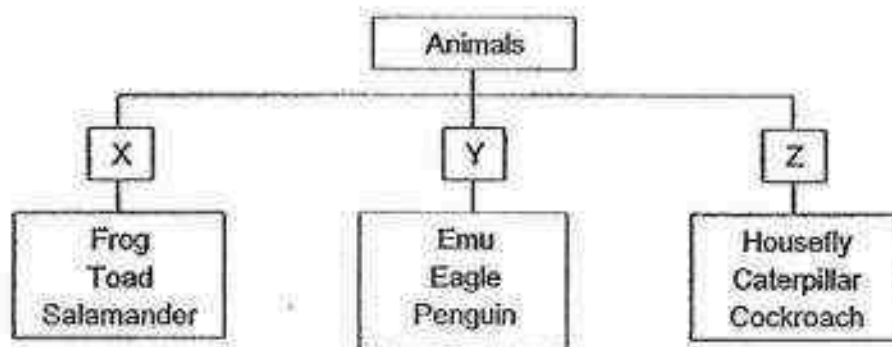 Animals
X
Y
Z
Frog
Toad
Salamander
Emu
Eagle
Penguin
Housefly
Caterpillar
Cockroach